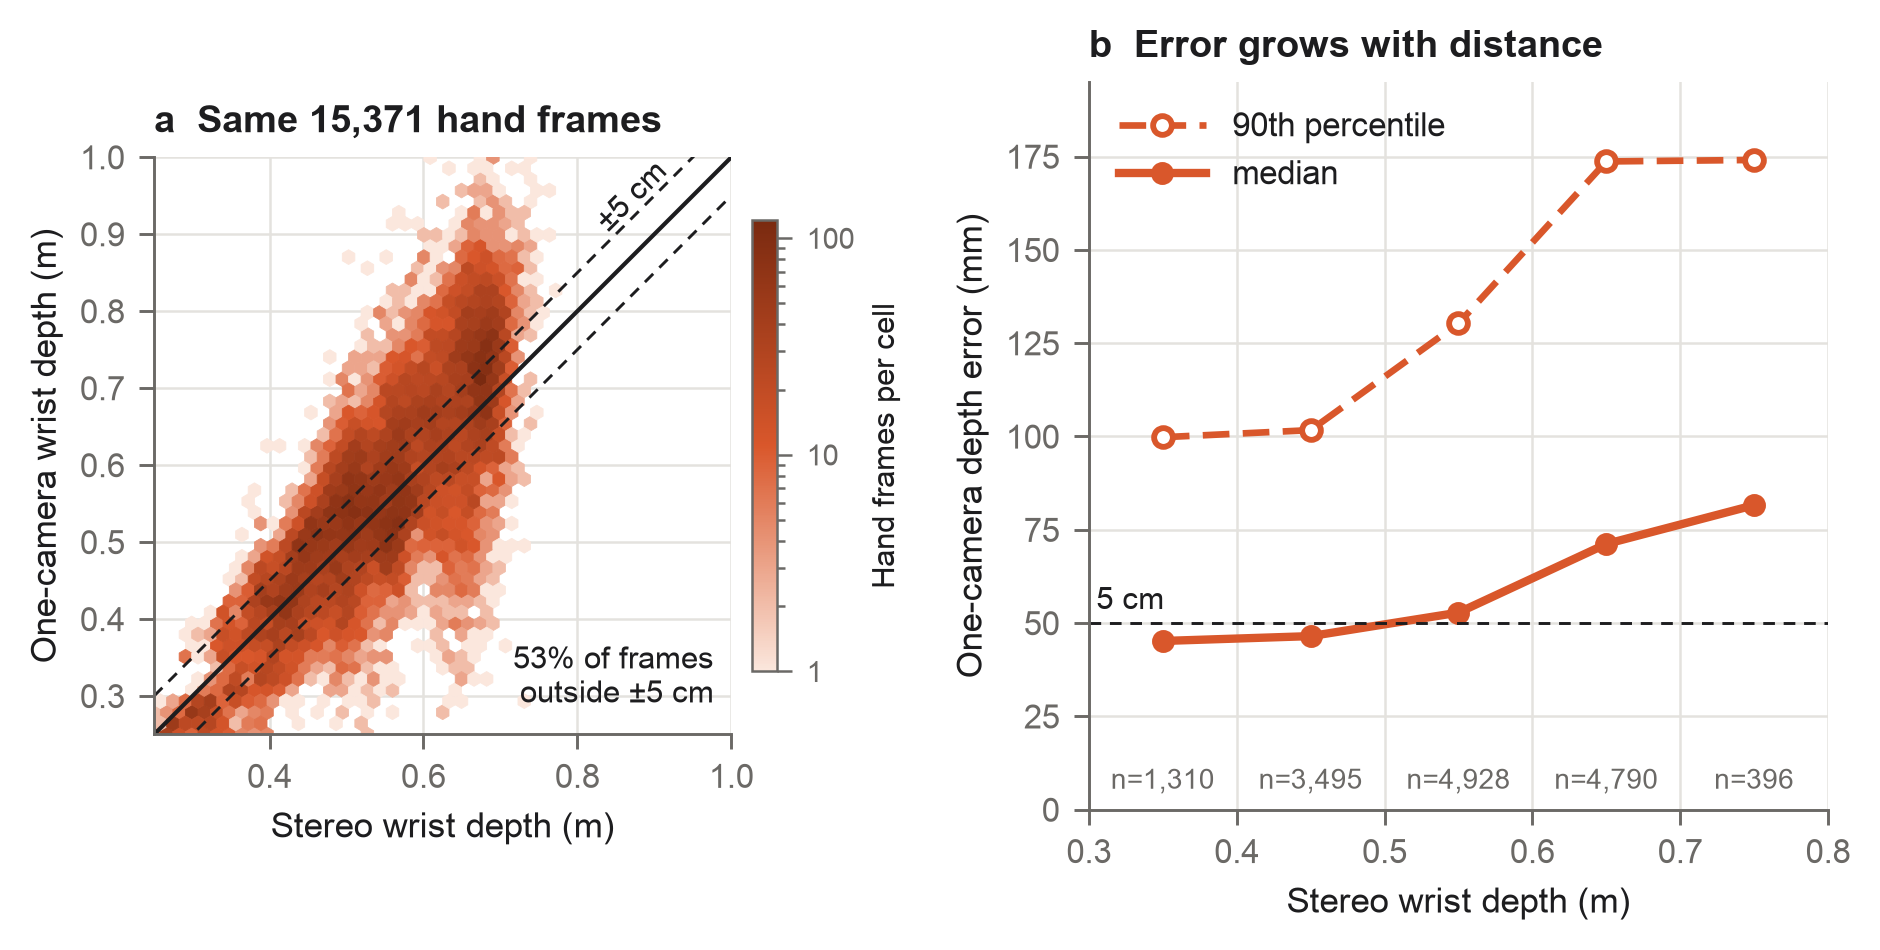 a Same 15,371 hand frames
1.0
0.9
0.8
0.7
0.6
0.5
0.4
0.3
One-camera wrist depth (m)
±5 cm
53% of frames
outside ±5 cm
0.4 0.6 0.8 1.0
Stereo wrist depth (m)
100
10
1
Hand frames per cell
b Error grows with distance
90th percentile
median
175
150
125
100
75
50
25
0
One-camera depth error (mm)
5 cm
n=1,310 n=3,495 n=4,928 n=4,790 n=396
0.3 0.4 0.5 0.6 0.7 0.8
Stereo wrist depth (m)